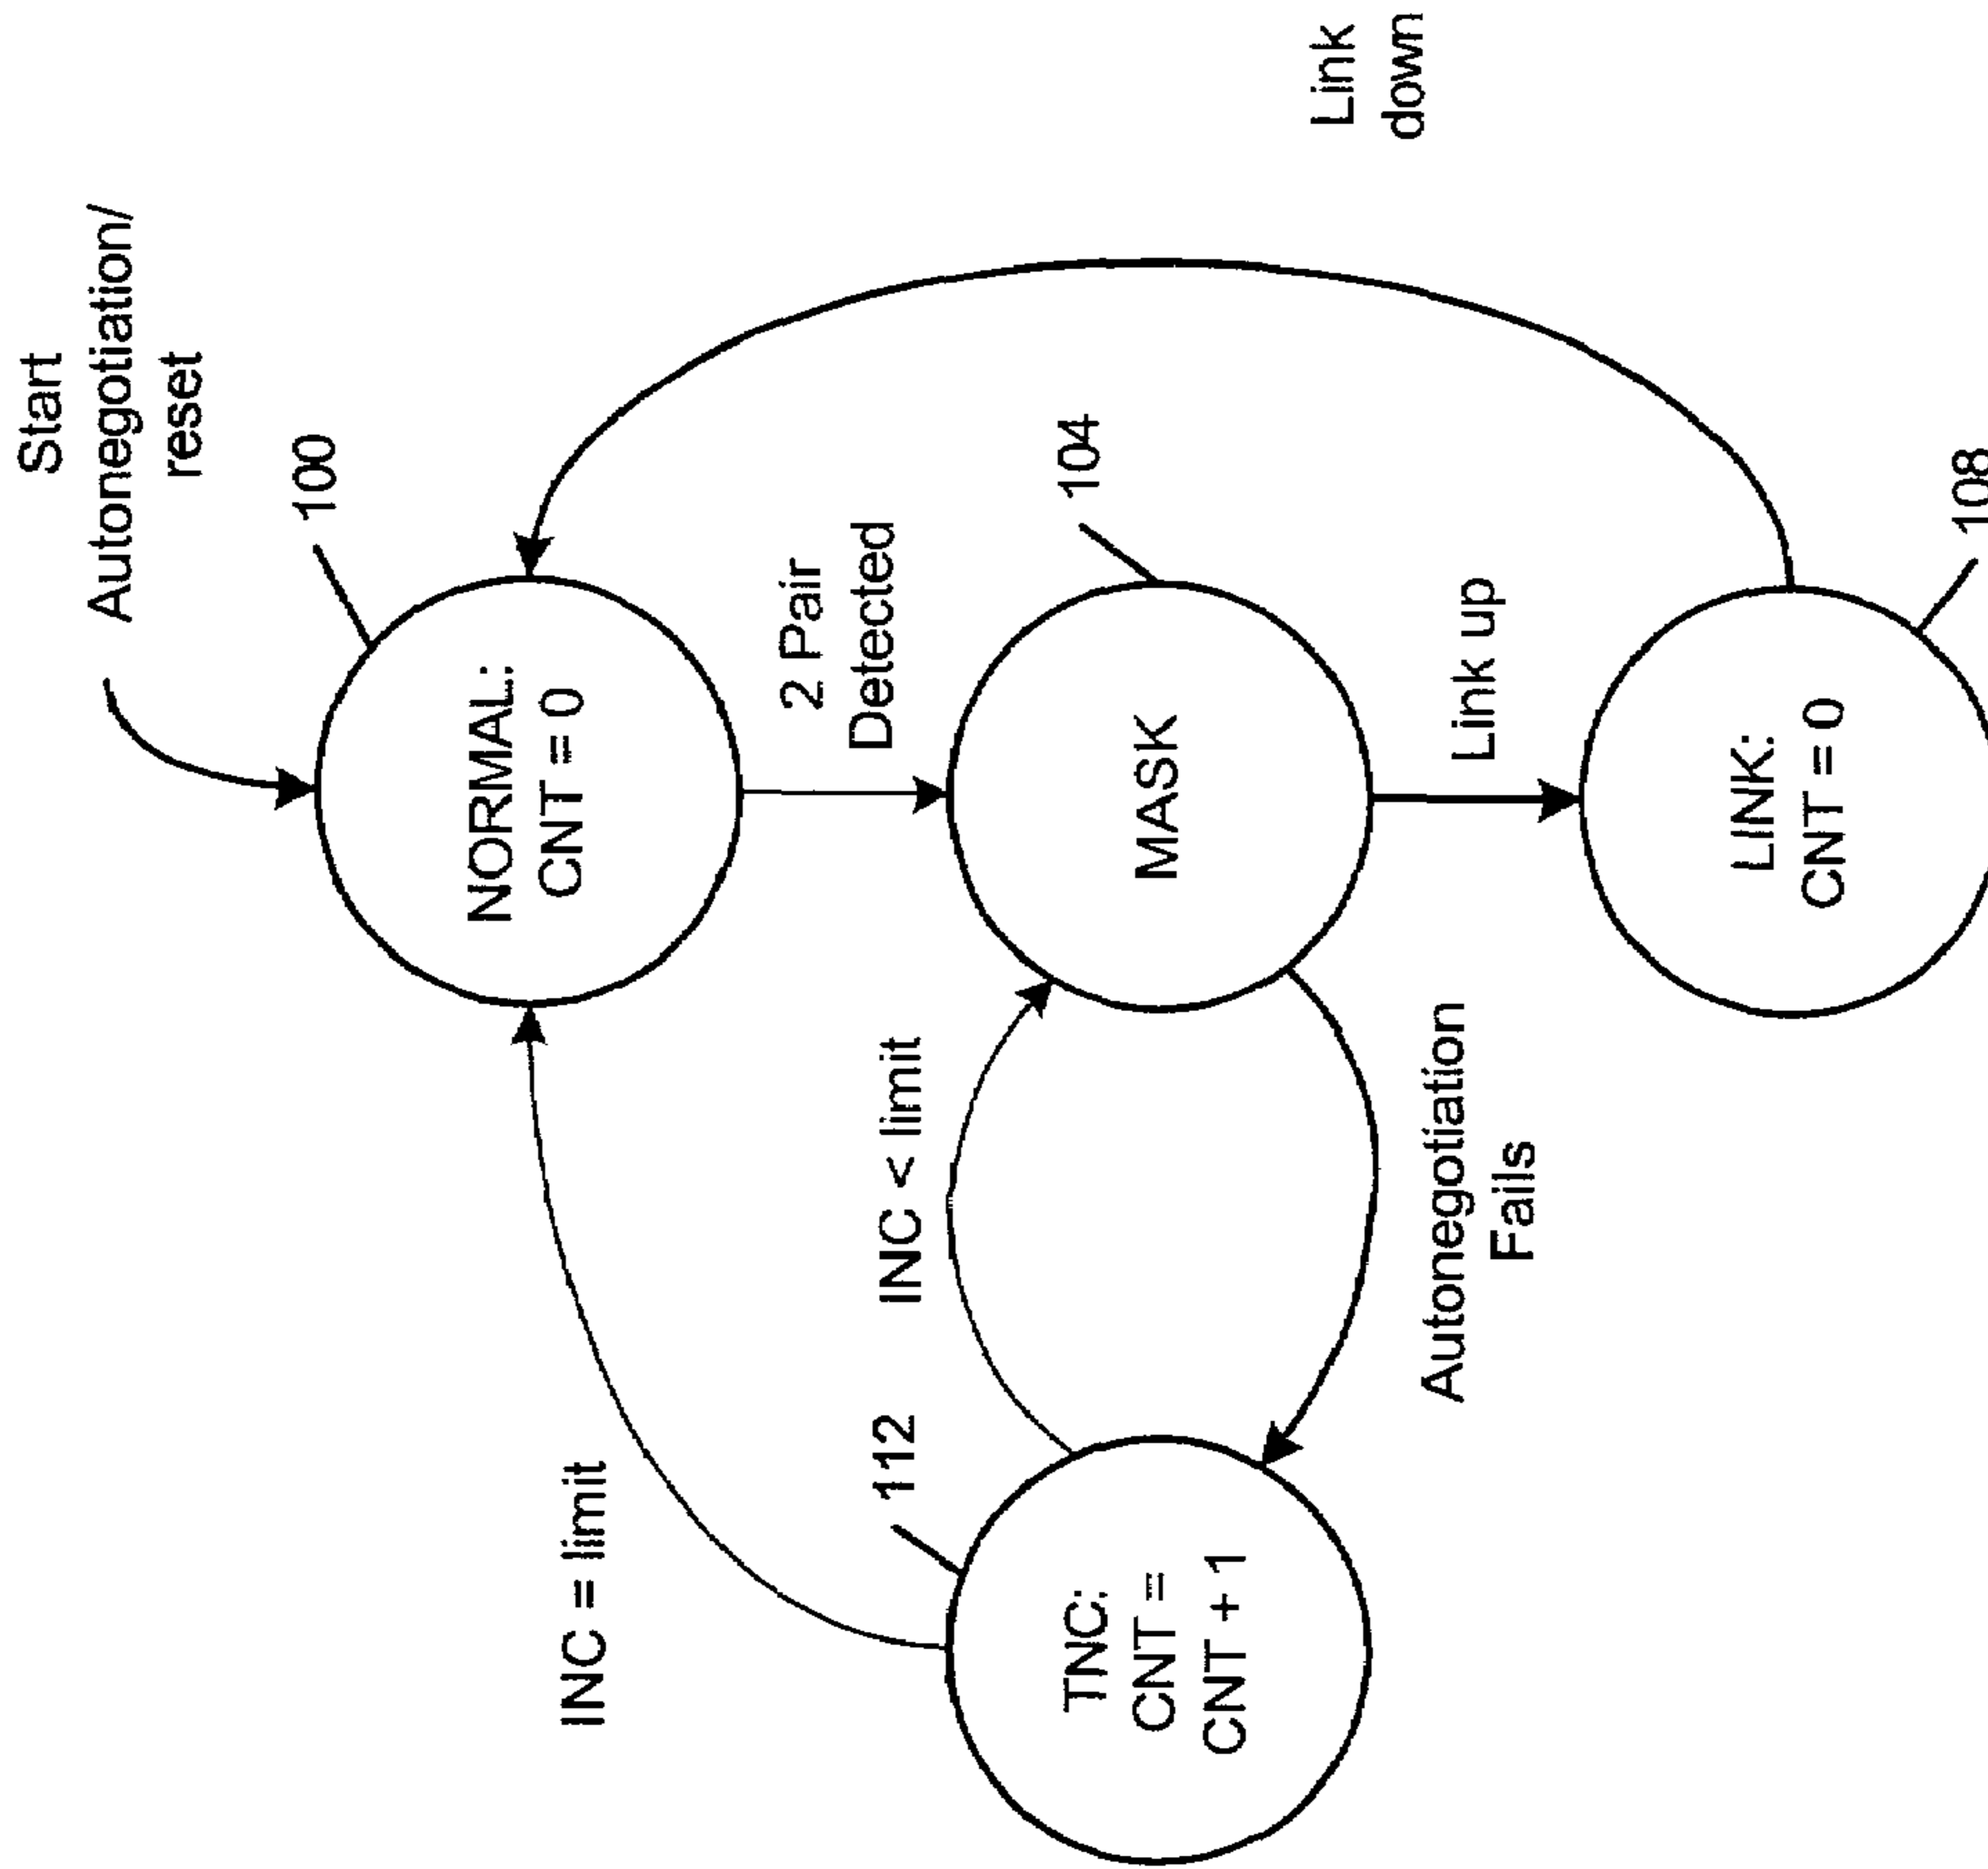 Start
Autonegotiation/
reset
100
NORMAL:
CNT = 0
INC = limit
2 Pair
Detected
104
MASK
INC < limit
112
TNC:
CNT =
CNT + 1
Autonegotiation
Fails
Link up
Link
down
LINK:
CNT = 0
108